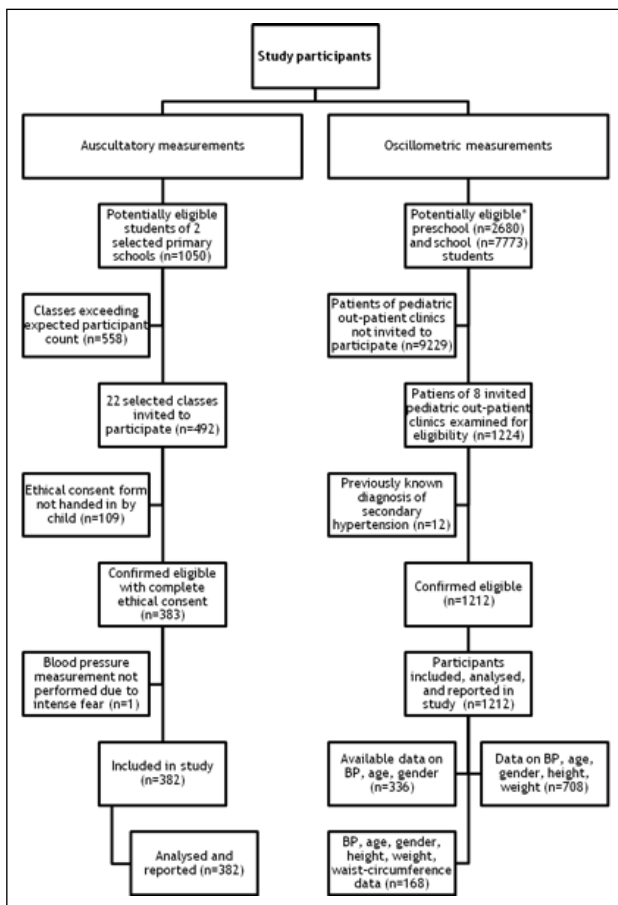 Study participants
Auscultatory measurements
Oscillometric measurements
Potentially eligible
students of 2
selected primary
schools (n=1050)
Potentially eligible*
preschool (n=2680)
and school (n=7773)
students
Classes exceeding
expected participant
count (n=558)
Patients of pediatric
out-patient clinics
not invited to
participate (n=9229)
22 selected classes
invited to
participate (n=492)
Patiens of 8 invited
pediatric out-patient
clinics examined for
eligibility (n=1224)
Ethical consent form
not handed in by
child (n=109)
Previously known
diagnosis of
secondary
hypertension (n=12)
Confirmed eligible
with complete
ethical consent
(n=383)
Confirmed eligible
(n=1212)
Blood pressure
measurement not
performed due to
intense fear (n=1)
Participants
included, analysed,
and reported in
study (n=1212)
Included in study
(n=382)
Available data on
BP, age, gender
(n=336)
Data on BP, age,
gender, height,
weight (n=708)
Analysed and
reported (n=382)
BP, age, gender,
height, weight,
waist-circumference
data (n=168)